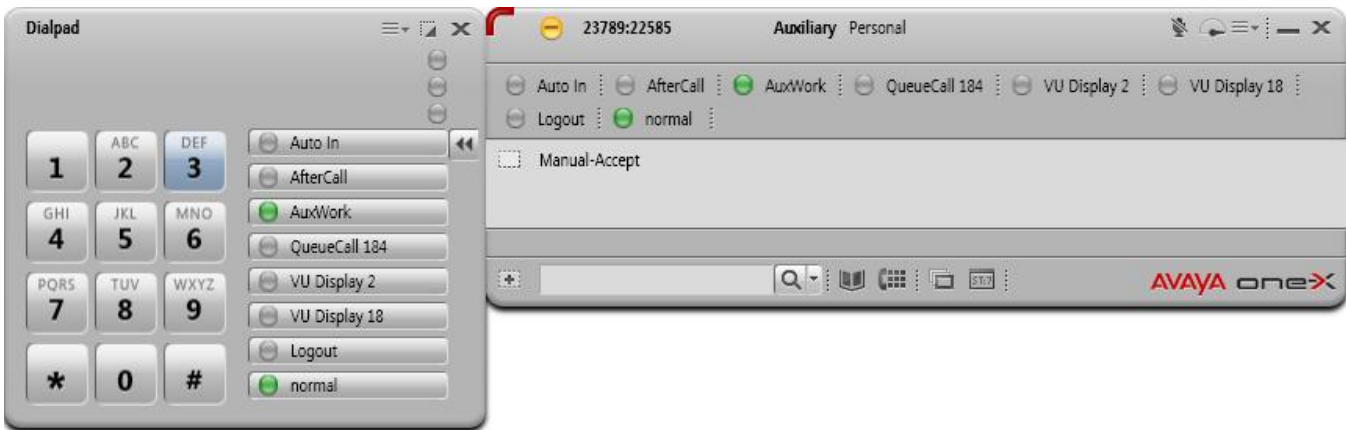 Dialpad
ABC DEF
1 2 3
GHI JKL MNO
4 5 6
PQRS TUV WXYZ
7 8 9
* 0 #
Auto In
AfterCall
AuxWork
QueueCall 184
VU Display 2
VU Display 18
Logout
normal
23789:22585 Auxiliary Personal
Auto In AfterCall AuxWork QueueCall 184 VU Display 2 VU Display 18
Logout normal
Manual-Accept
AVAYA one-X